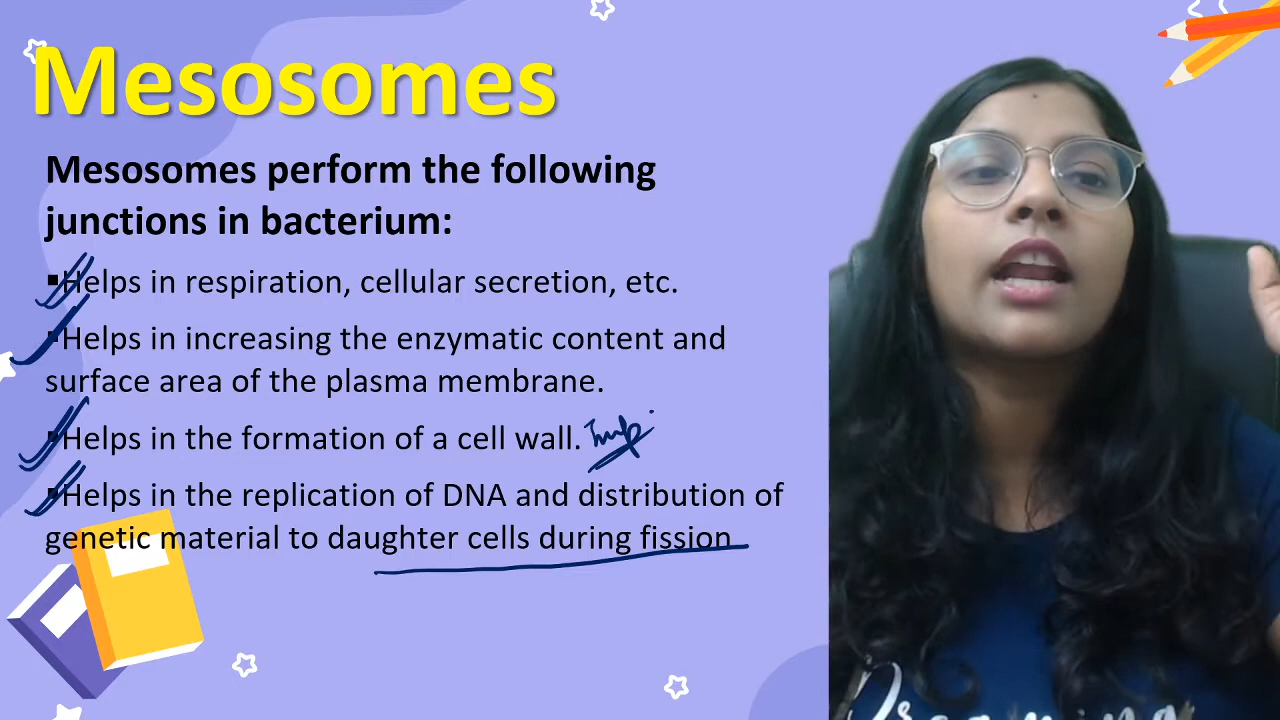 Mesosomes
Mesosomes perform the following
junctions in bacterium:
▪Helps in respiration, cellular secretion, etc.
▪Helps in increasing the enzymatic content and
surface area of the plasma membrane.
▪Helps in the formation of a cell wall. Imp
▪Helps in the replication of DNA and distribution of
genetic material to daughter cells during fission
Dreaming